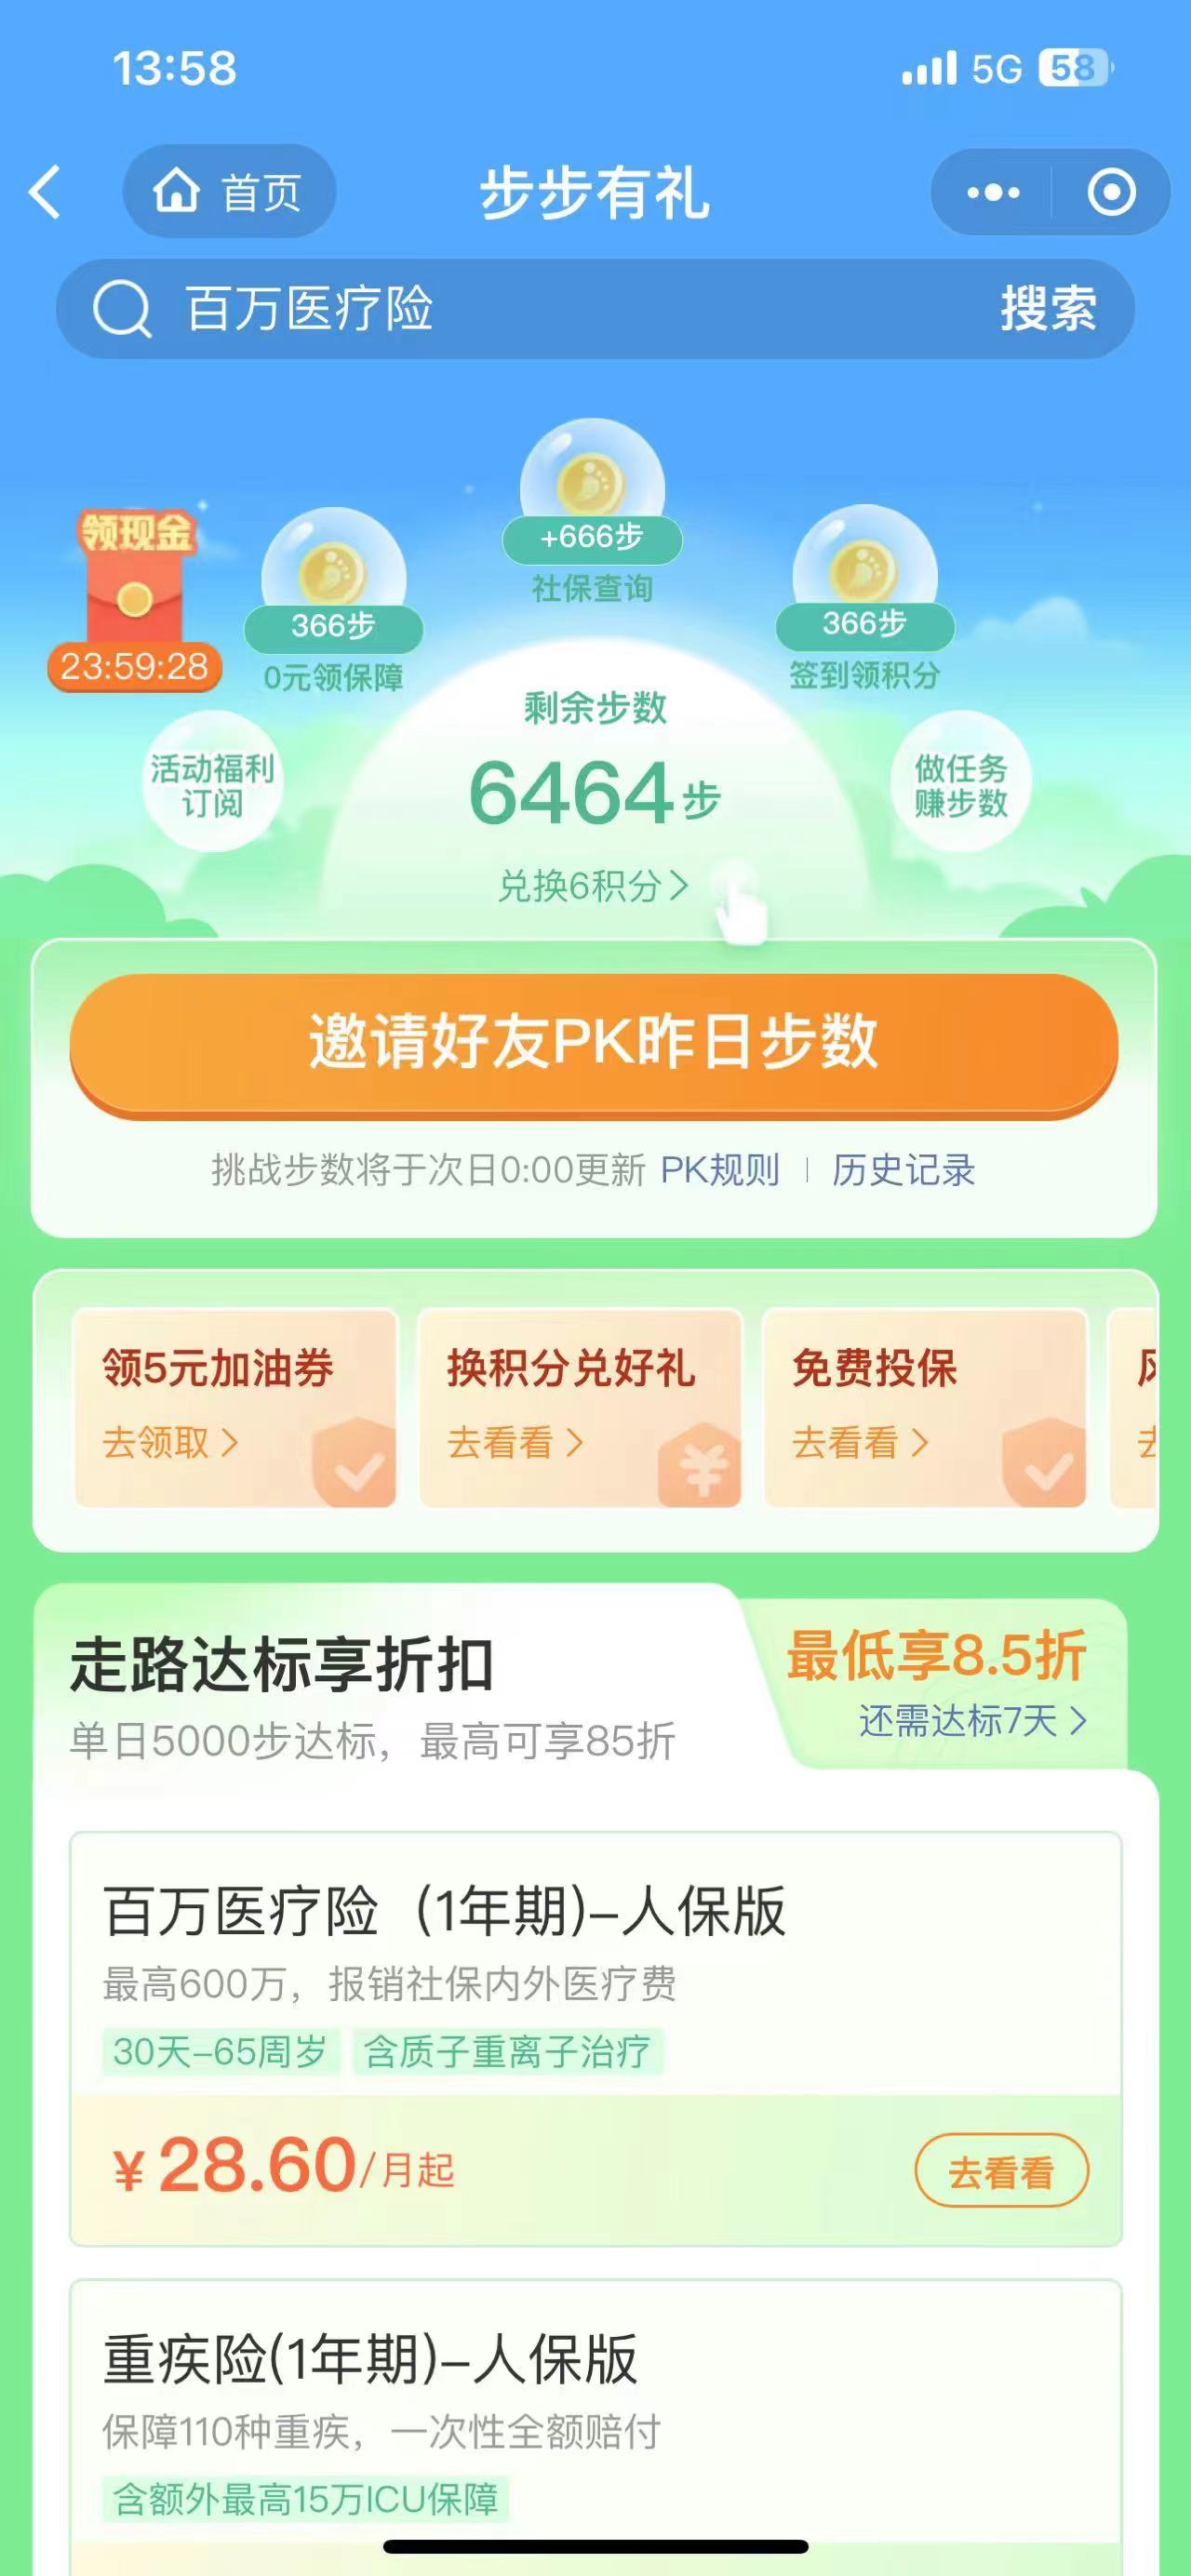 13:58
5G 58
首页
步步有礼
百万医疗险
搜索
+666步
社保查询
领现金
23:59:28
366步
0元领保障
366步
签到领积分
活动福利
订阅
剩余步数
6464步
兑换6积分>
做任务
赚步数
邀请好友PK昨日步数
挑战步数将于次日0:00更新 PK规则 | 历史记录
领5元加油券
去领取 >
换积分兑好礼
去看看 >
免费投保
去看看 >
走路达标享折扣
单日5000步达标，最高可享85折
最低享8.5折
还需达标7天 >
百万医疗险（1年期)–人保版
最高600万，报销社保内外医疗费
30天–65周岁 含质子重离子治疗
¥28.60/月起
去看看
重疾险(1年期)–人保版
保障110种重疾，一次性全额赔付
含额外最高15万ICU保障